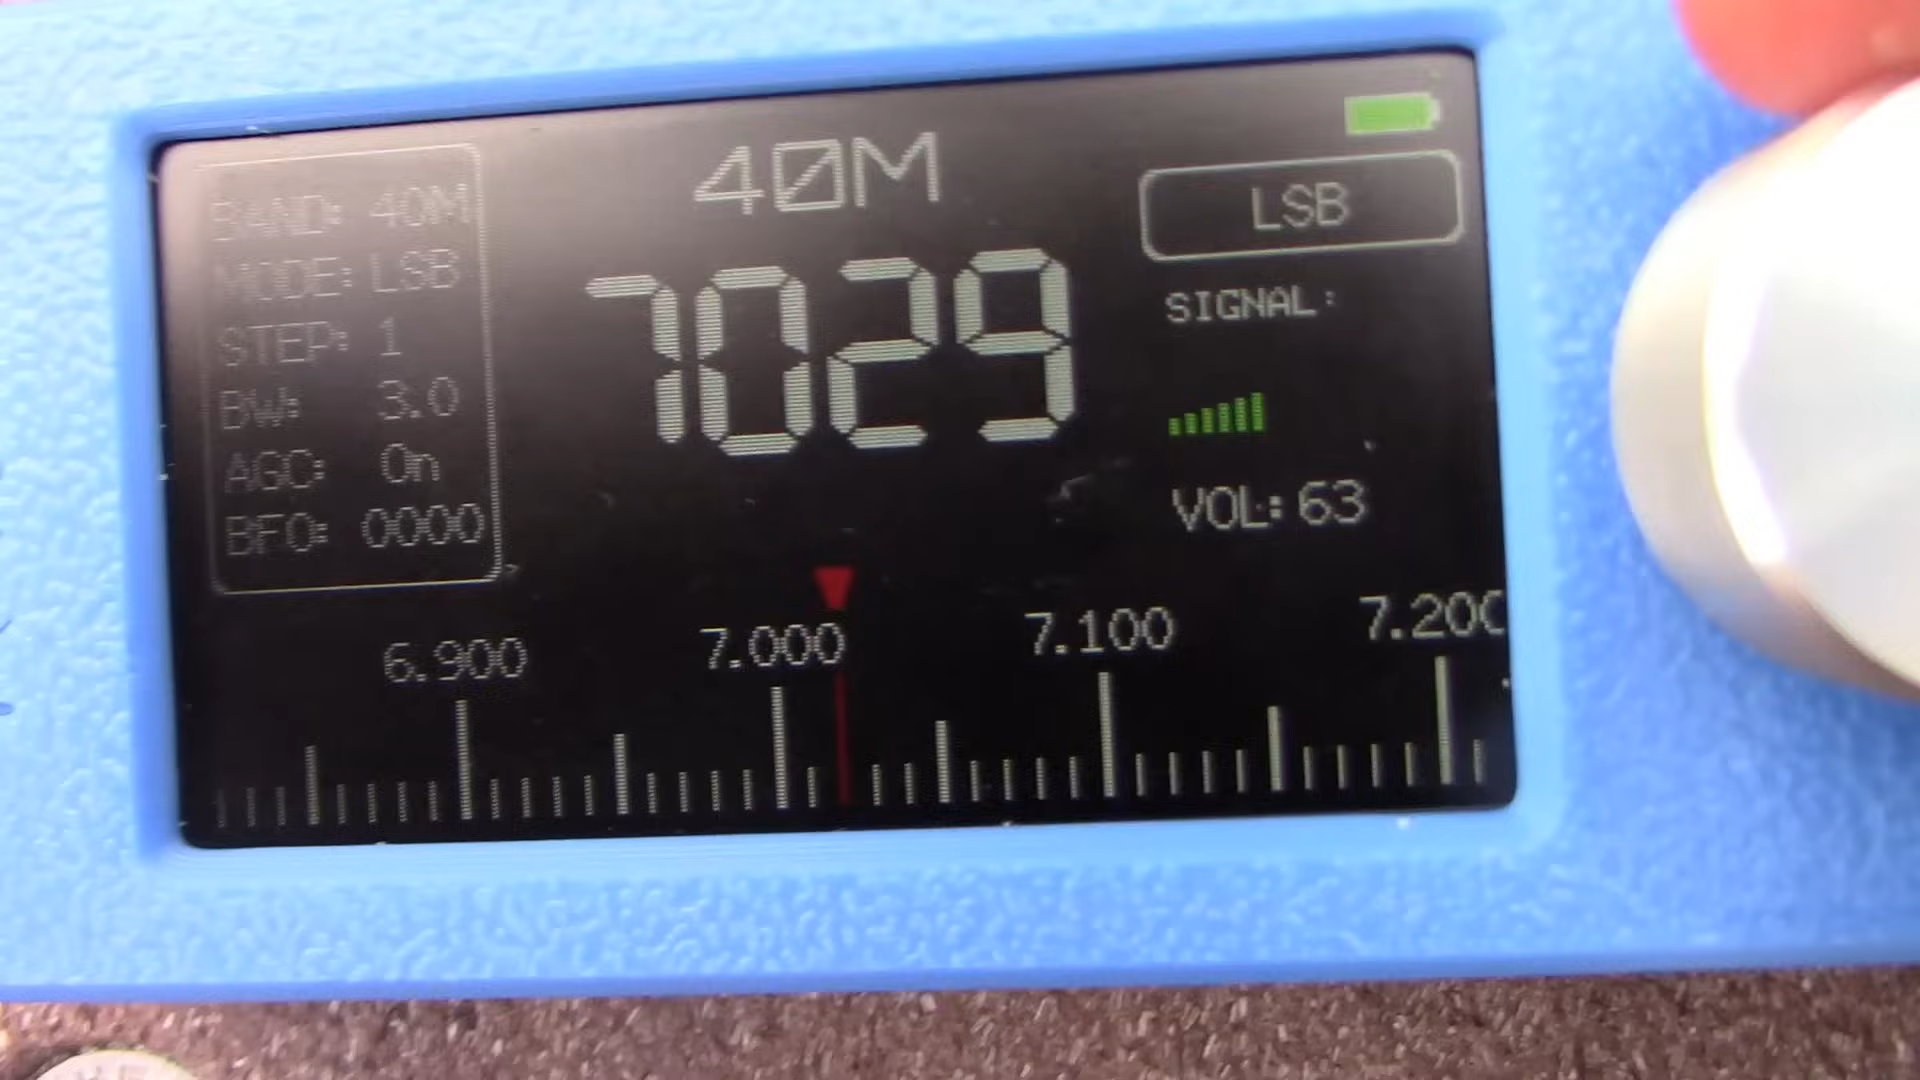 BAND: 40M
MODE: LSB
STEP: 1
BW: 3.0
AGC: On
BFO: 0000
40M
7029
LSB
SIGNAL:
VOL: 63
6.900 7.000 7.100 7.200